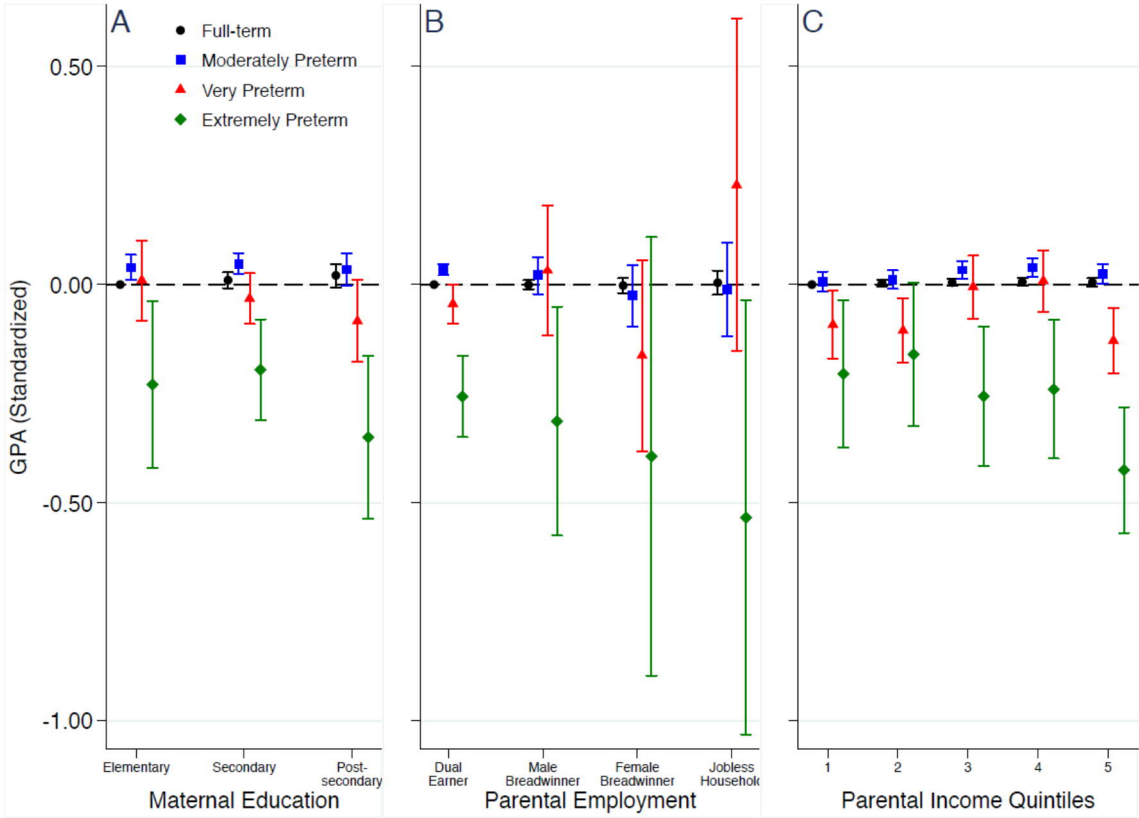 A
B
C
Full-term
Moderately Preterm
Very Preterm
Extremely Preterm
GPA (Standardized)
0.50
0.00
-0.50
-1.00
Elementary
Secondary
Post-
secondary
Maternal Education
Dual
Earner
Male
Breadwinner
Female
Breadwinner
Jobless
Household
Parental Employment
1
2
3
4
5
Parental Income Quintiles